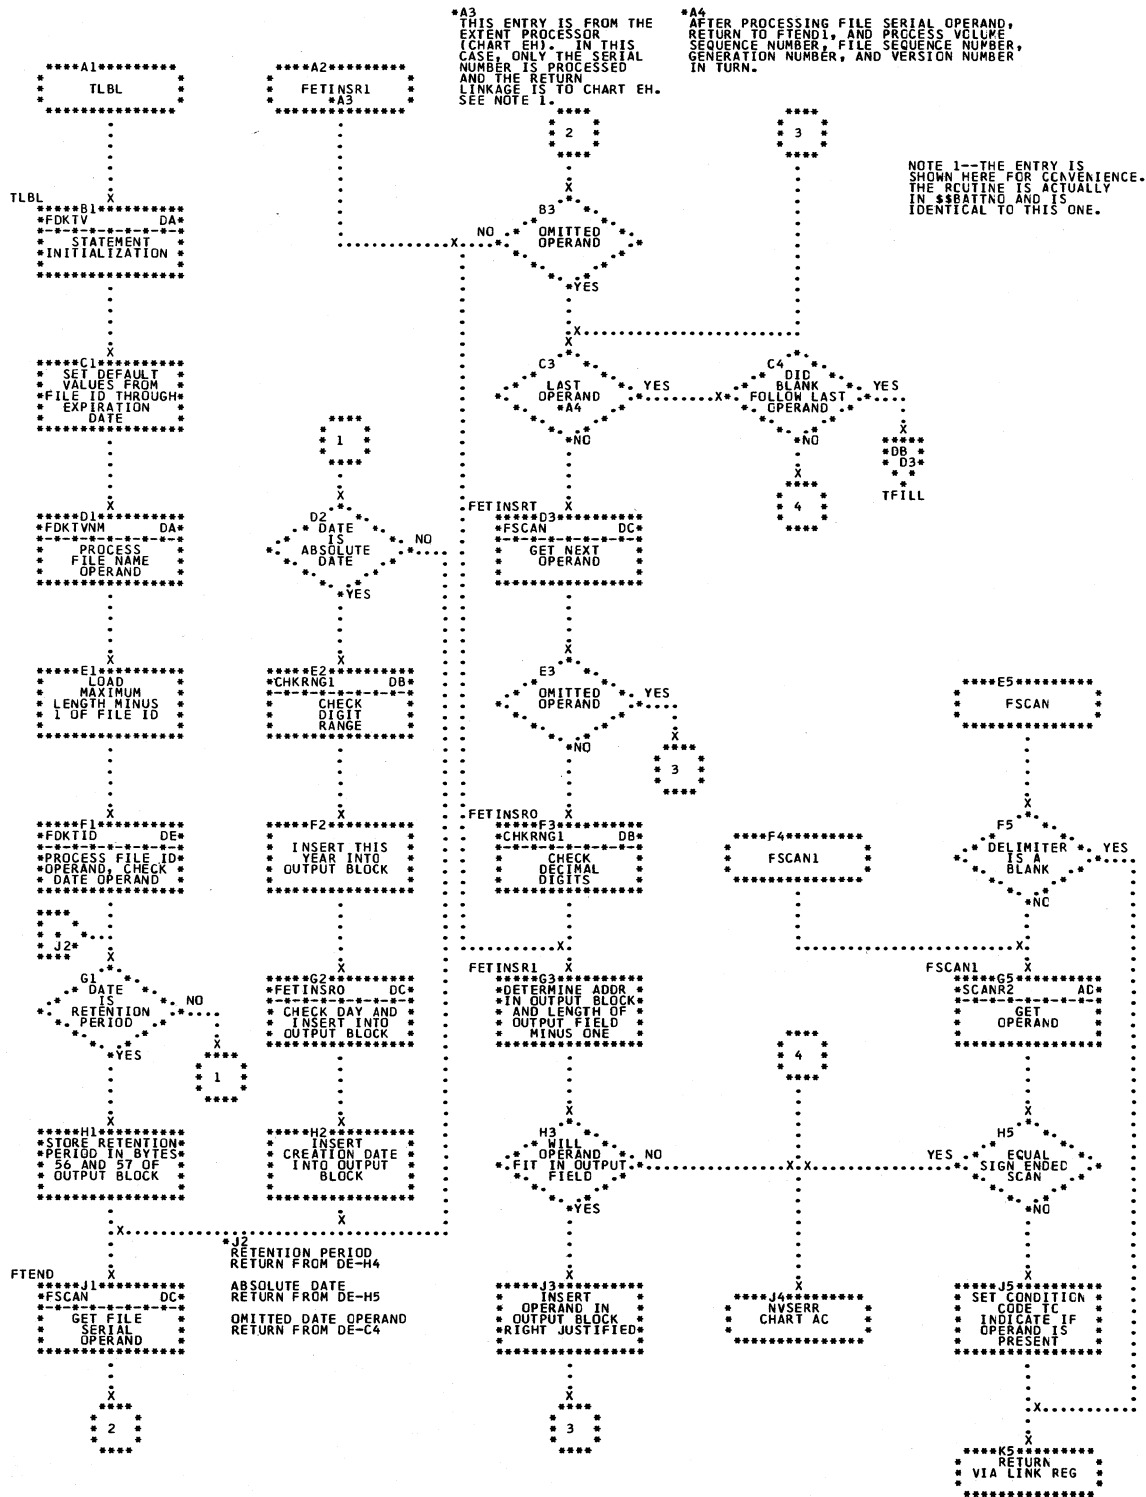 *A3
THIS ENTRY IS FROM THE
EXTENT PROCESSOR
(CHART EH). IN THIS
CASE, ONLY THE SERIAL
NUMBER IS PROCESSED
AND THE RETURN
LINKAGE IS TO CHART EH.
SEE NOTE 1.
*A4
AFTER PROCESSING FILE SERIAL OPERAND,
RETURN TO FTEND1, AND PROCESS VOLUME
SEQUENCE NUMBER, FILE SEQUENCE NUMBER,
GENERATION NUMBER, AND VERSION NUMBER
IN TURN.
NOTE 1--THE ENTRY IS
SHOWN HERE FOR CONVENIENCE.
THE ROUTINE IS ACTUALLY
IN $$BATTNO AND IS
IDENTICAL TO THIS ONE.
A1
TLBL
TLBL
B1
*FDKTV DA*
STATEMENT
INITIALIZATION
C1
SET DEFAULT
VALUES FROM
FILE ID THROUGH
EXPIRATION
DATE
D1
*FDKTVNM DA*
PROCESS
FILE NAME
OPERAND
E1
LOAD
MAXIMUM
LENGTH MINUS
1 OF FILE ID
F1
*FDKTID DE*
PROCESS FILE ID
OPERAND, CHECK
DATE OPERAND
J2*
G1
DATE
IS
RETENTION
PERIOD
NO
1
*YES
H1
STORE RETENTION
PERIOD IN BYTES
56 AND 57 OF
OUTPUT BLOCK
FTEND
J1
*FSCAN DC*
GET FILE
SERIAL
OPERAND
2
A2
FETINSR1
*A3
1
D2
DATE
IS
ABSOLUTE
DATE
NO
*YES
E2
*CHKRNG1 DB*
CHECK
DIGIT
RANGE
F2
INSERT THIS
YEAR INTO
OUTPUT BLOCK
G2
*FETINSRO DC*
CHECK DAY AND
INSERT INTO
OUTPUT BLOCK
H2
INSERT
CREATION DATE
INTO OUTPUT
BLOCK
*J2
RETENTION PERIOD
RETURN FROM DE-H4
ABSOLUTE DATE
RETURN FROM DE-H5
OMITTED DATE OPERAND
RETURN FROM DE-C4
2
B3
OMITTED
OPERAND
NO
*YES
C3
LAST
OPERAND
*A4
YES
*NO
FETINSRT
D3
*FSCAN DC*
GET NEXT
OPERAND
E3
OMITTED
OPERAND
YES
3
*NO
FETINSRO
F3
*CHKRNG1 DB*
CHECK
DECIMAL
DIGITS
FETINSR1
G3
DETERMINE ADDR
IN OUTPUT BLOCK
AND LENGTH OF
OUTPUT FIELD
MINUS ONE
H3
WILL
OPERAND
FIT IN OUTPUT
FIELD
NO
*YES
J3
INSERT
OPERAND IN
OUTPUT BLOCK
RIGHT JUSTIFIED
3
3
C4
DID
BLANK
FOLLOW LAST
OPERAND
YES
*DB
D3*
TFILL
*NO
4
F4
FSCAN1
4
J4
NVSERR
CHART AC
E5
FSCAN
F5
DELIMITER
IS A
BLANK
YES
*NO
FSCAN1
G5
*SCANR2 AD*
GET
OPERAND
H5
EQUAL
SIGN ENDED
SCAN
YES
*NO
J5
SET CONDITION
CODE TO
INDICATE IF
OPERAND IS
PRESENT
K5
RETURN
VIA LINK REG